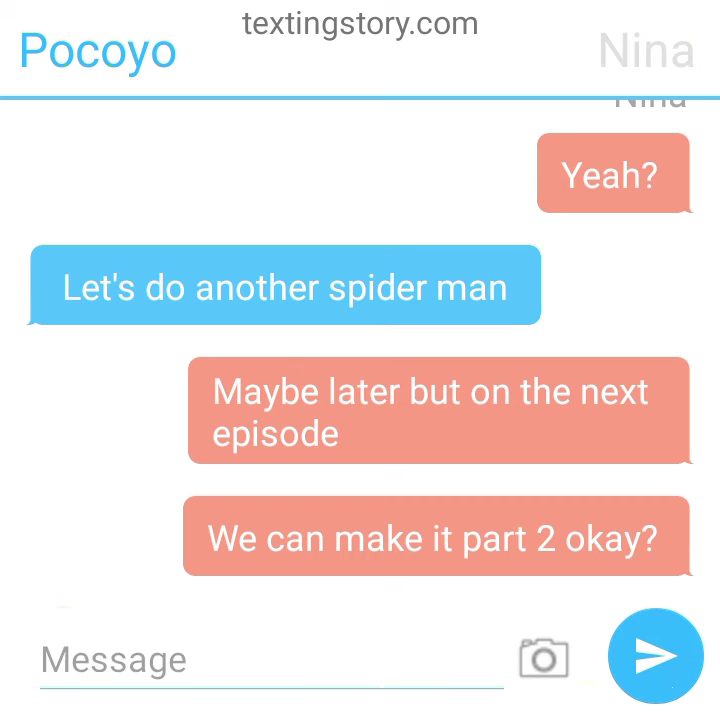 textingstory.com
Pocoyo
Nina
Nina
Yeah?
Let's do another spider man
Maybe later but on the next
episode
We can make it part 2 okay?
Message